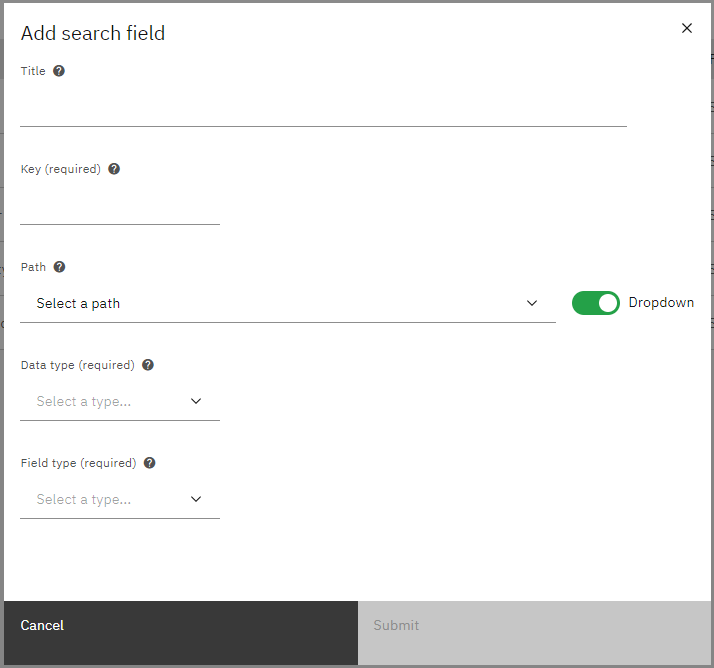 Add search field
Title
Key (required)
Path
Select a path
Dropdown
Data type (required)
Select a type...
Field type (required)
Select a type...
Cancel
Submit